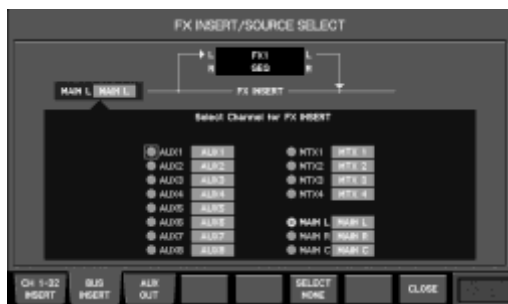 FX INSERT/SOURCE SELECT
L FX1 L
R GEQ R
MAIN L MAIN L
FX INSERT
Select Channel for FX INSERT
AUX1 AUX 1 MTX1 MTX 1
AUX2 AUX2 MTX2 MTX 2
AUX3 AUX3 MTX3 MTX 3
AUX4 AUX4 MTX4 MTX 4
AUX5 AUX5
AUX6 AUX6 MAIN L MAIN L
AUX7 AUX7 MAIN R MAIN R
AUX8 AUX8 MAIN C MAIN C
CH 1-32 INSERT BUS INSERT AUX OUT SELECT NONE CLOSE